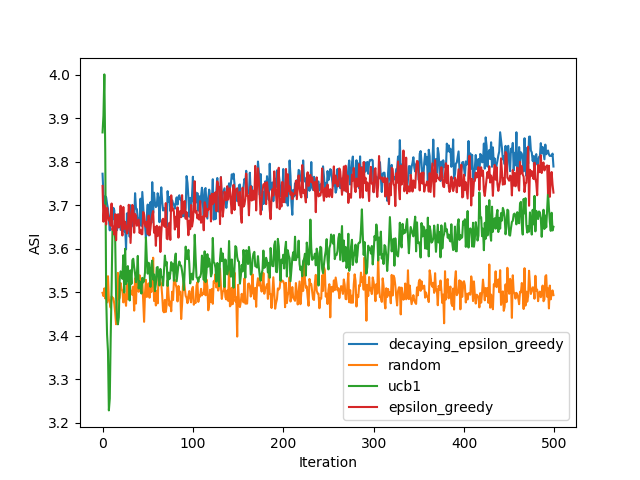 4.0
3.9
3.8
3.7
3.6
3.5
3.4
3.3
3.2
ASI
0 100 200 300 400 500
Iteration
decaying_epsilon_greedy
random
ucb1
epsilon_greedy